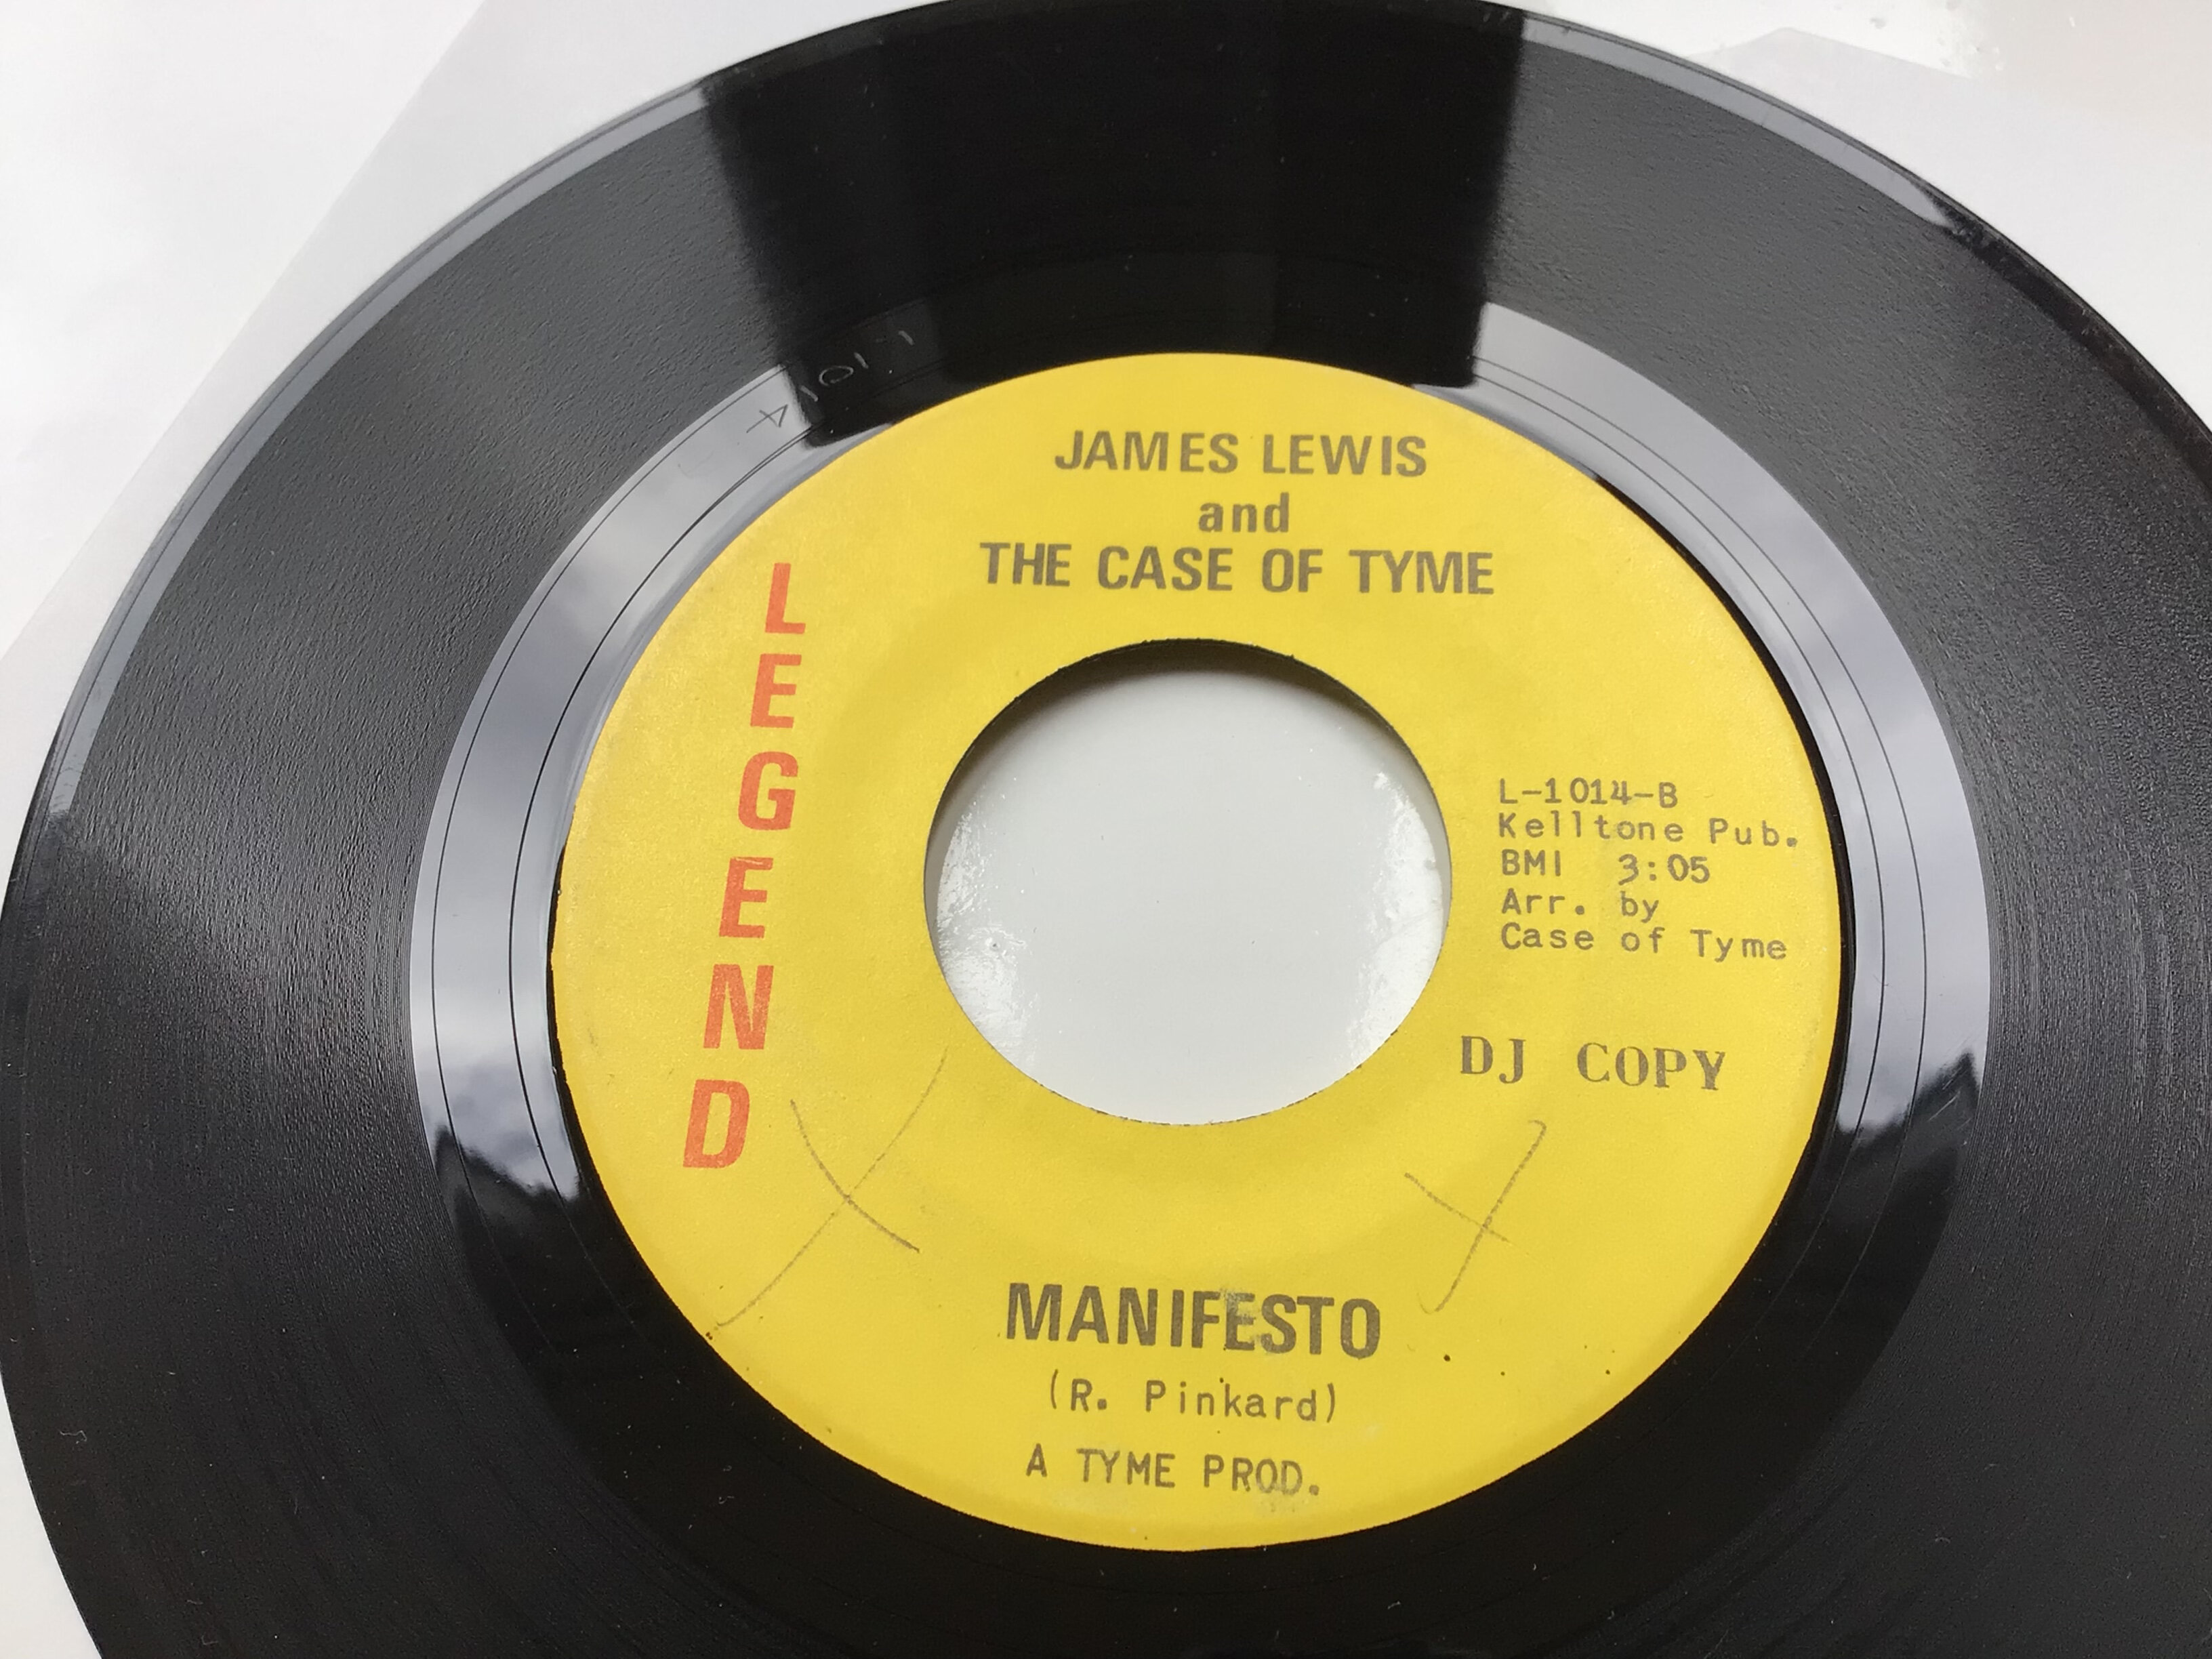 L-1014
JAMES LEWIS
and
THE CASE OF TYME
LEGEND
L-1014-B
Kelltone Pub.
BMI 3:05
Arr. by
Case of Tyme
DJ COPY
MANIFESTO
(R. Pinkard)
A TYME PROD.